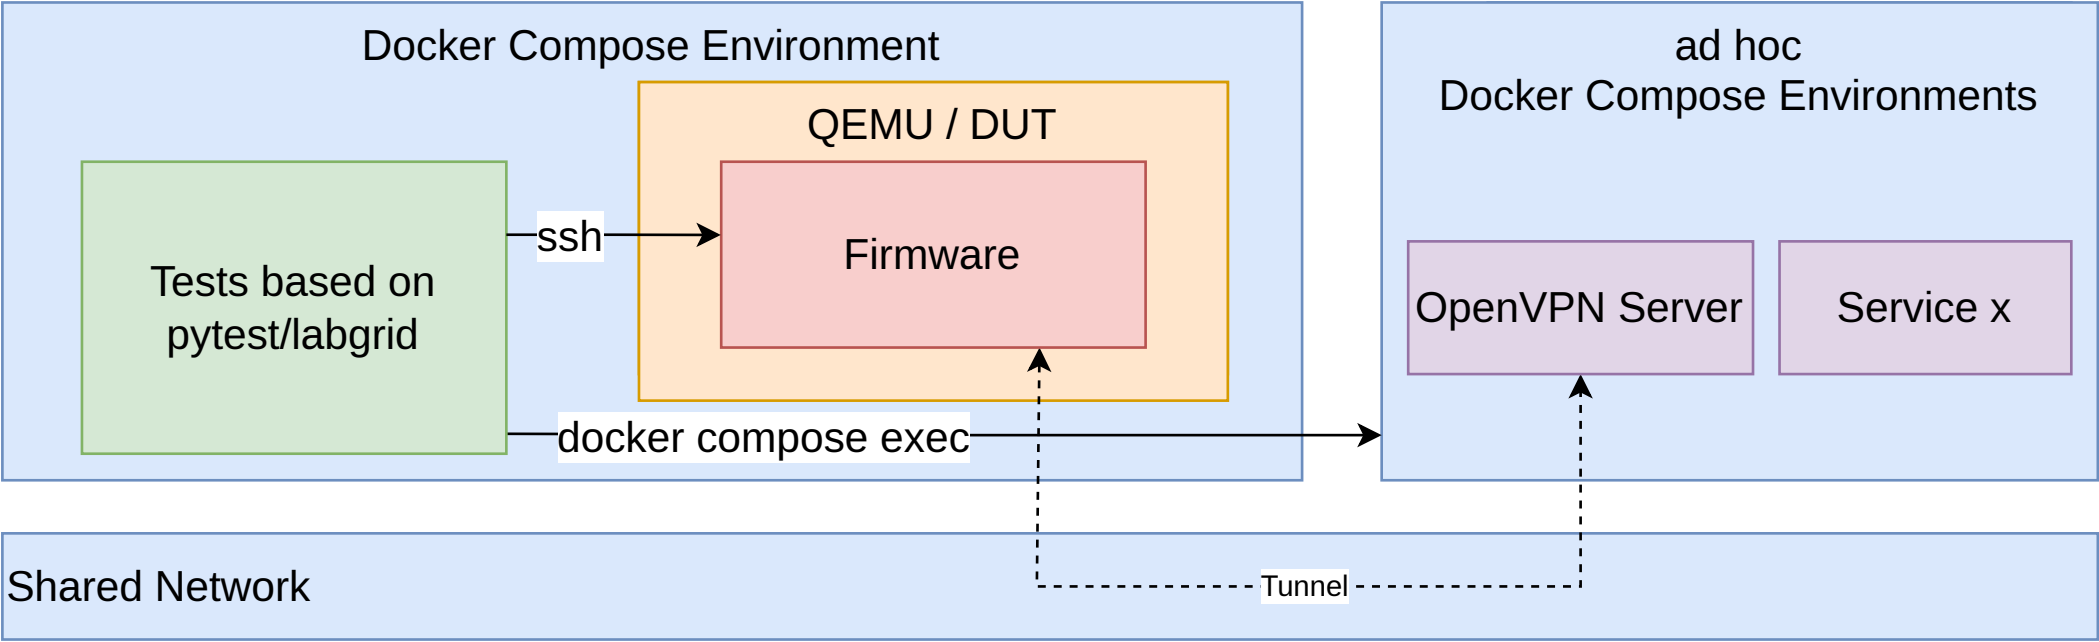 Docker Compose Environment
QEMU / DUT
Tests based on
pytest/labgrid
ssh
Firmware
docker compose exec
ad hoc
Docker Compose Environments
OpenVPN Server
Service x
Shared Network
Tunnel